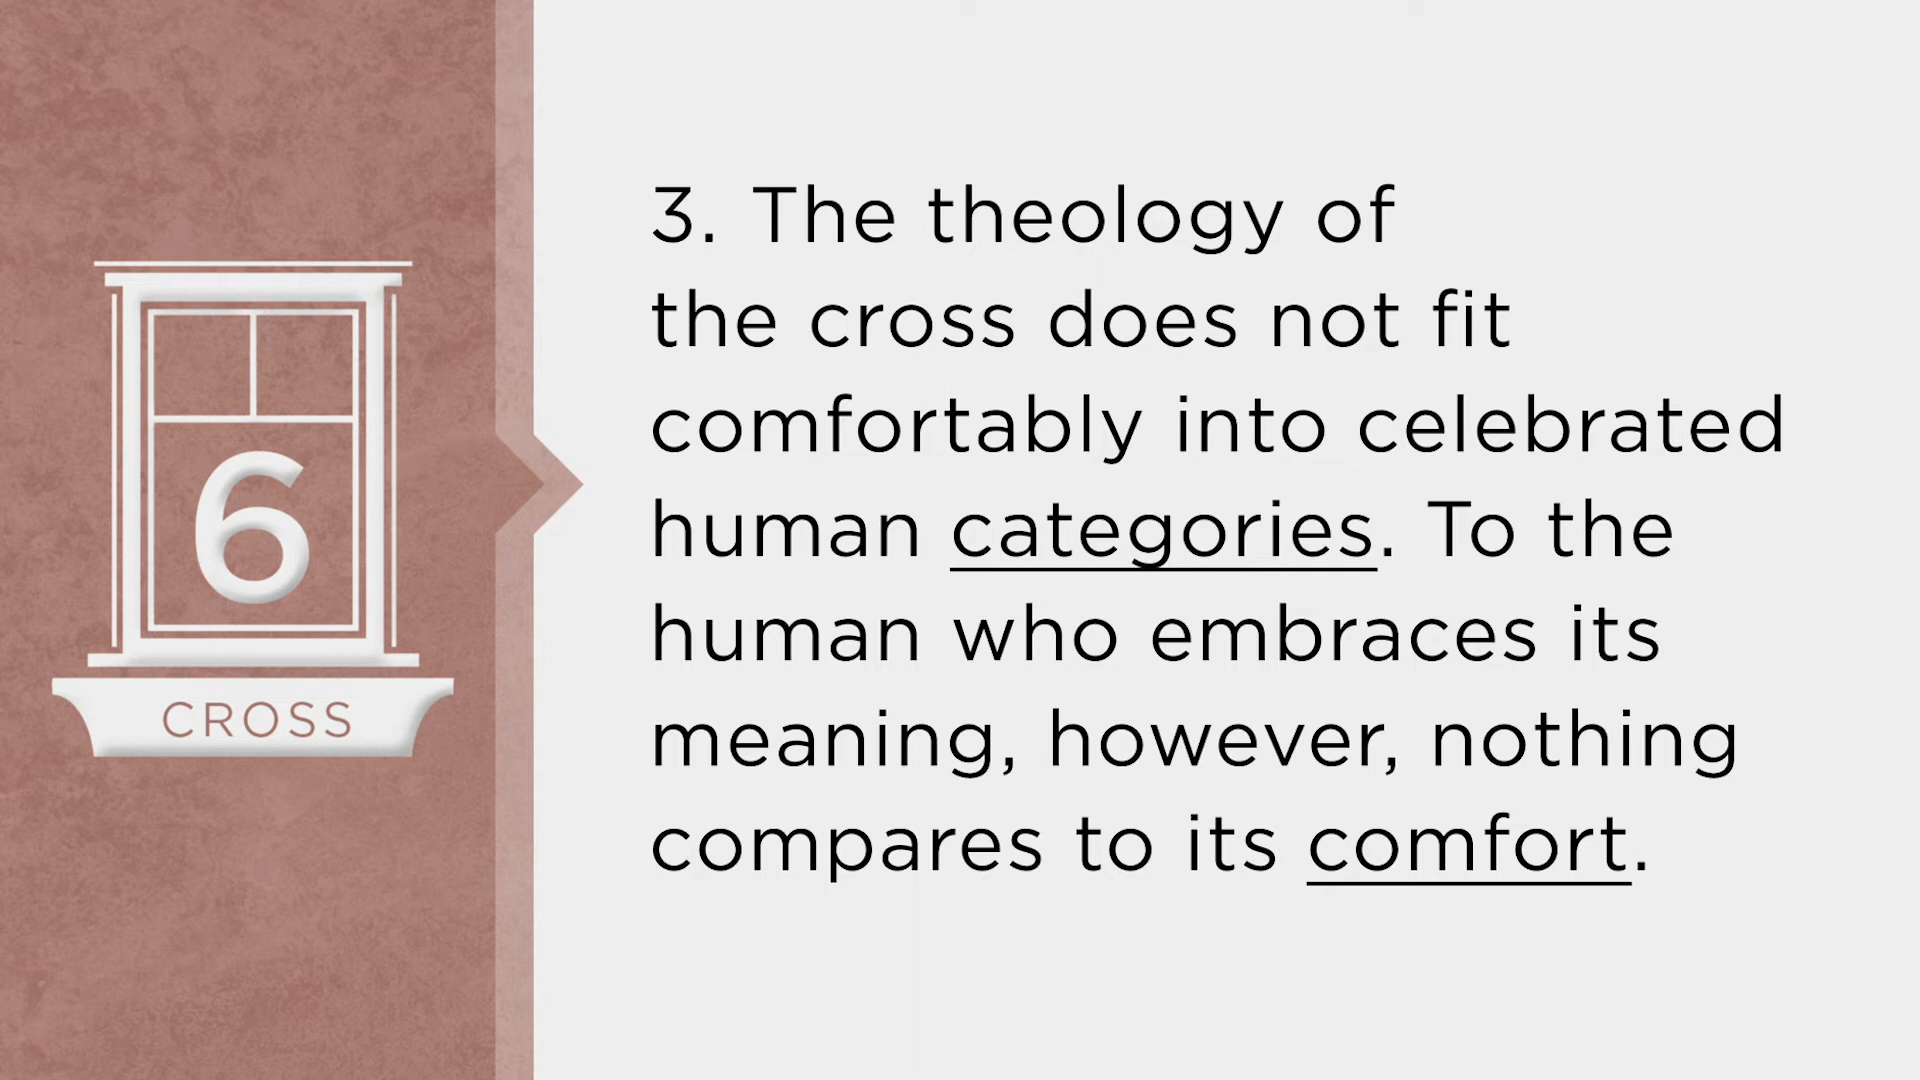 6
CROSS
3. The theology of
the cross does not fit
comfortably into celebrated
human categories. To the
human who embraces its
meaning, however, nothing
compares to its comfort.